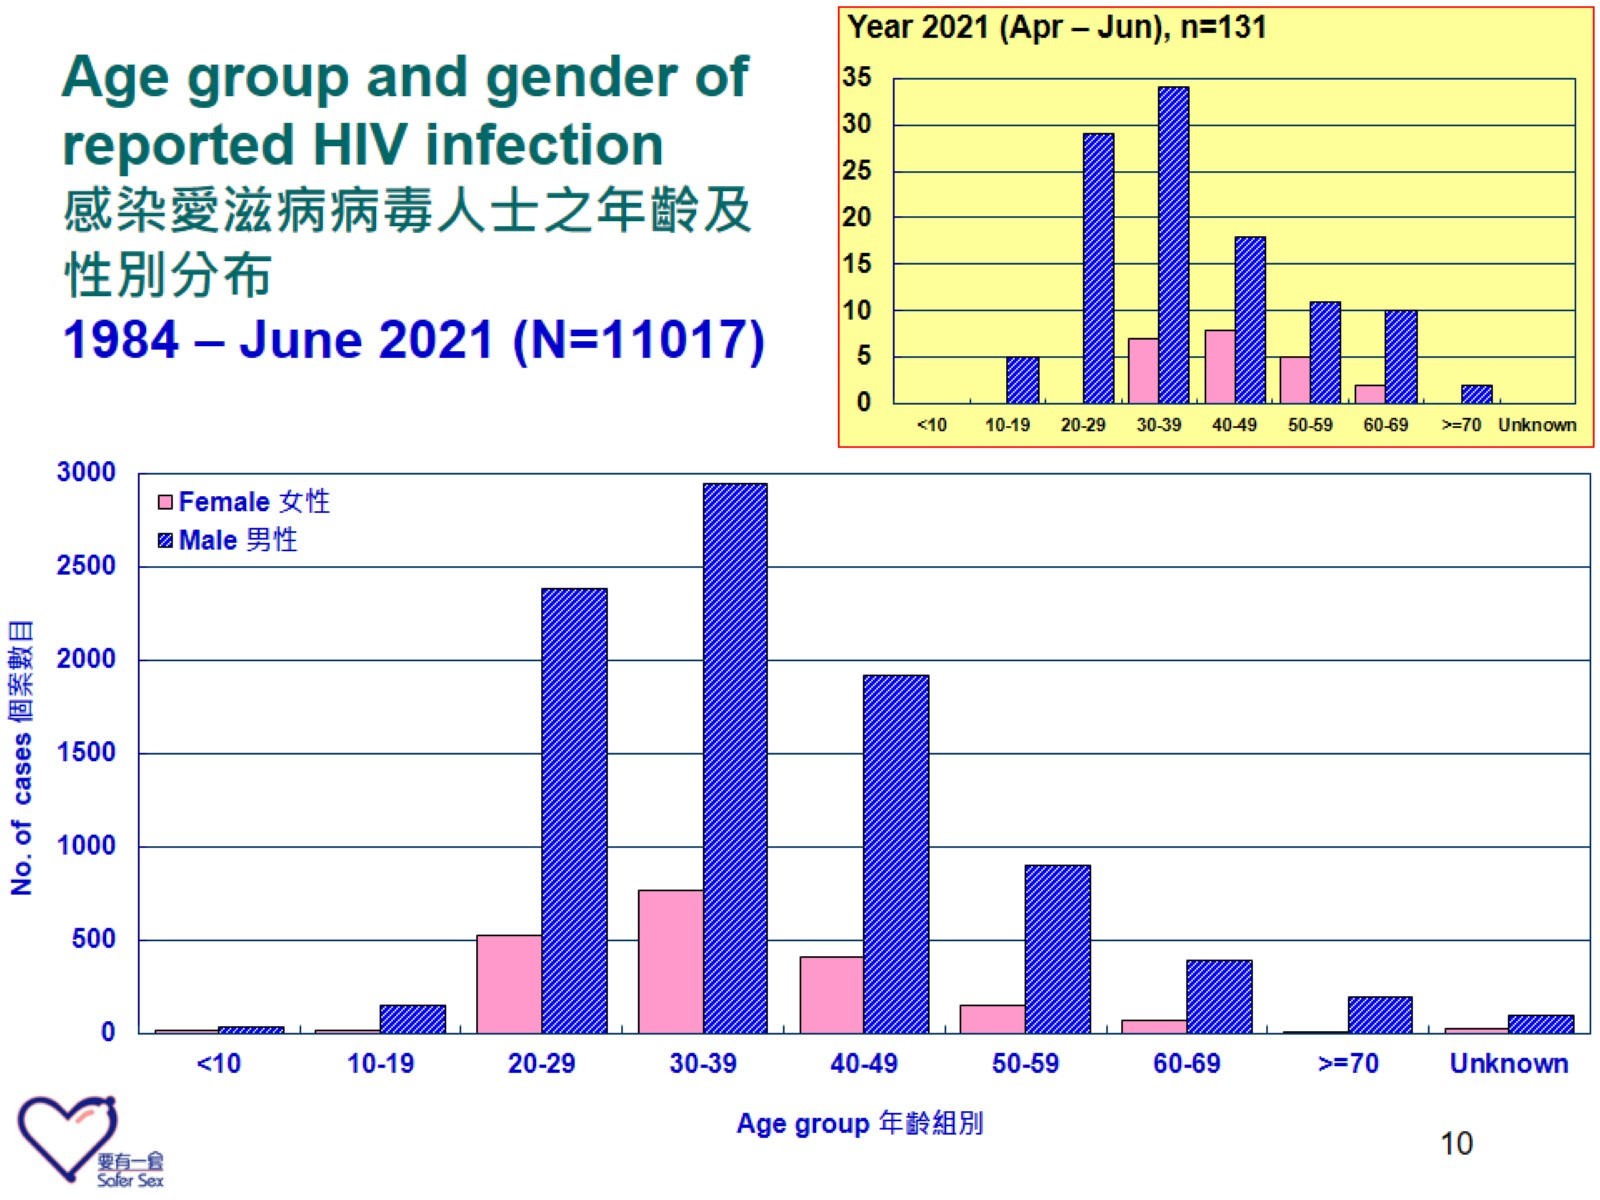 Age group and gender of
reported HIV infection
感染愛滋病病毒人士之年齡及
性別分布
1984 – June 2021 (N=11017)
Year 2021 (Apr – Jun), n=131
35
30
25
20
15
10
5
0
<10 10-19 20-29 30-39 40-49 50-59 60-69 >=70 Unknown
3000
2500
2000
1500
1000
500
0
Female 女性
Male 男性
No. of cases 個案數目
<10 10-19 20-29 30-39 40-49 50-59 60-69 >=70 Unknown
Age group 年齡組別
要有一套
Safer Sex
10